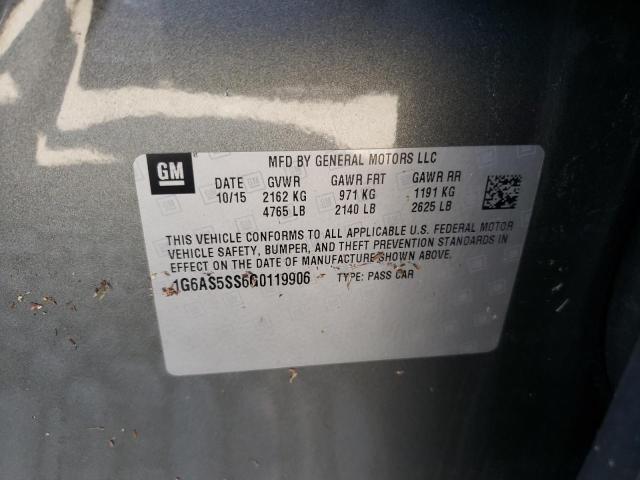 GM
MFD BY GENERAL MOTORS LLC
DATE GVWR GAWR FRT GAWR RR
10/15 2162 KG 971 KG 1191 KG
4765 LB 2140 LB 2625 LB
THIS VEHICLE CONFORMS TO ALL APPLICABLE U.S. FEDERAL MOTOR
VEHICLE SAFETY, BUMPER, AND THEFT PREVENTION STANDARDS IN
EFFECT ON THE DATE OF MANUFACTURE SHOWN ABOVE.
1G6AS5SS6G0119906 TYPE: PASS CAR